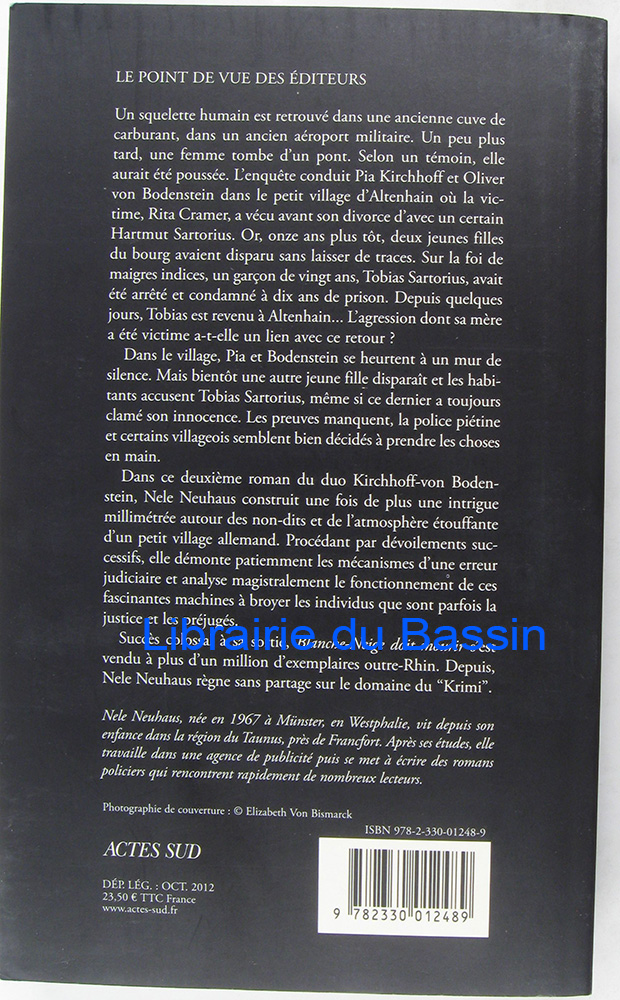 LE POINT DE VUE DES ÉDITEURS
Un squelette humain est retrouvé dans une ancienne cuve de
carburant, dans un ancien aéroport militaire. Un peu plus
tard, une femme tombe d'un pont. Selon un témoin, elle
aurait été poussée. L'enquête conduit Pia Kirchhoff et Oliver
von Bodenstein dans le petit village d'Altenhain où la vic-
time, Rita Cramer, a vécu avant son divorce d'avec un certain
Hartmut Sartorius. Or, onze ans plus tôt, deux jeunes filles
du bourg avaient disparu sans laisser de traces. Sur la foi de
maigres indices, un garçon de vingt ans, Tobias Sartorius, avait
été arrêté et condamné à dix ans de prison. Depuis quelques
jours, Tobias est revenu à Altenhain... L'agression dont sa mère
a été victime a-t-elle un lien avec ce retour ?
Dans le village, Pia et Bodenstein se heurtent à un mur de
silence. Mais bientôt une autre jeune fille disparaît et les habi-
tants accusent Tobias Sartorius, même si ce dernier a toujours
clamé son innocence. Les preuves manquent, la police piétine
et certains villageois semblent bien décidés à prendre les choses
en main.
Dans ce deuxième roman du duo Kirchhoff-von Boden-
stein, Nele Neuhaus construit une fois de plus une intrigue
millimétrée autour des non-dits et de l'atmosphère étouffante
d'un petit village allemand. Procédant par dévoilements suc-
cessifs, elle démonte patiemment les mécanismes d'une erreur
judiciaire et analyse magistralement le fonctionnement de ces
fascinantes machines à broyer les individus que sont parfois la
justice et les préjugés.
Librairie du Bassin
Succès colossal à sa sortie, Blanche-Neige doit mourir s'est
vendu à plus d'un million d'exemplaires outre-Rhin. Depuis,
Nele Neuhaus règne sans partage sur le domaine du "Krimi".
Nele Neuhaus, née en 1967 à Münster, en Westphalie, vit depuis son
enfance dans la région du Taunus, près de Francfort. Après ses études, elle
travaille dans une agence de publicité puis se met à écrire des romans
policiers qui rencontrent rapidement de nombreux lecteurs.
Photographie de couverture : © Elizabeth Von Bismarck
ISBN 978-2-330-01248-9
ACTES SUD
DÉP. LÉG. : OCT. 2012
23,50 € TTC France
www.actes-sud.fr
9 782330 012489